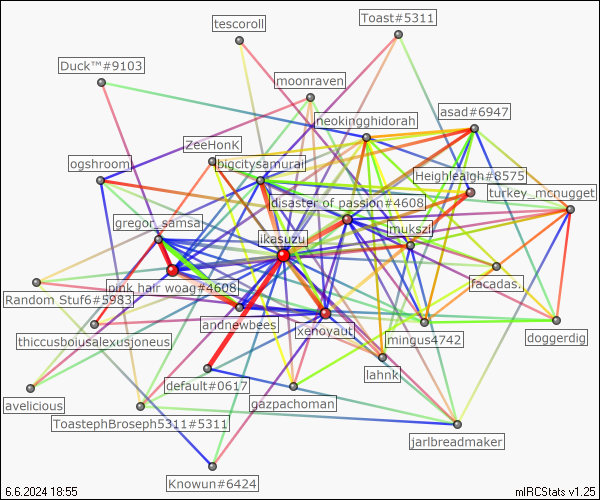 tescoroll
Toast#5311
Duck™#9103
moonraven
asad#6947
neokingghidorah
ZeeHonK
ogshroom
bigcitysamurai
Heighleaigh#8575
turkey_mcnugget
disaster of passion#4608
gregor_samsa
mukszi
ikasuzu
facadas.
pink hair woag#4608
Random Stuf6#5983
andnewbees
xenoyaut
thiccusboiusalexusjoneus
mingus4742
doggerdig
lahnk
default#0617
avelicious
gazpachoman
ToastephBroseph5311#5311
jarlbreadmaker
Knowun#6424
6.6.2024 18:55
mIRCStats v1.25